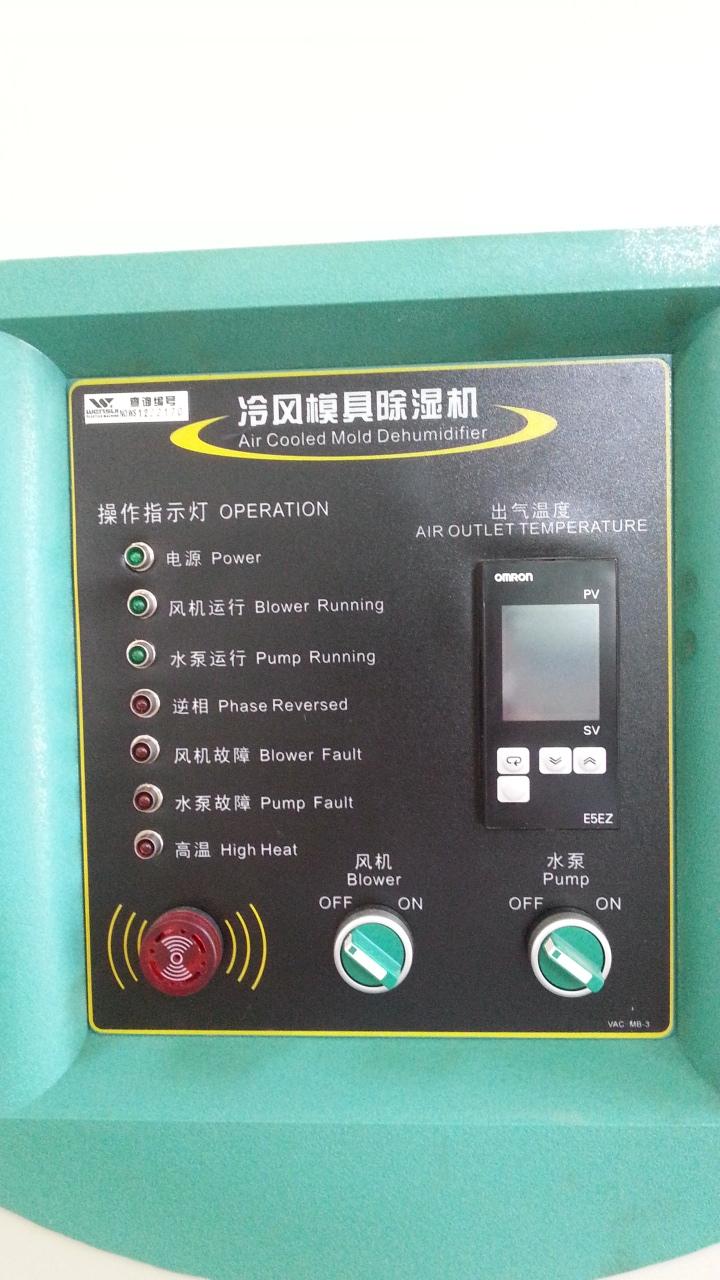 查询编号
冷风模具除湿机
Air Cooled Mold Dehumidifier
操作指示灯 OPERATION
出气温度
AIR OUTLET TEMPERATURE
电源 Power
风机运行 Blower Running
水泵运行 Pump Running
逆相 Phase Reversed
风机故障 Blower Fault
水泵故障 Pump Fault
高温 High Heat
OMRON
PV
SV
E5EZ
风机
Blower
OFF ON
水泵
Pump
OFF ON
VAC MB-3